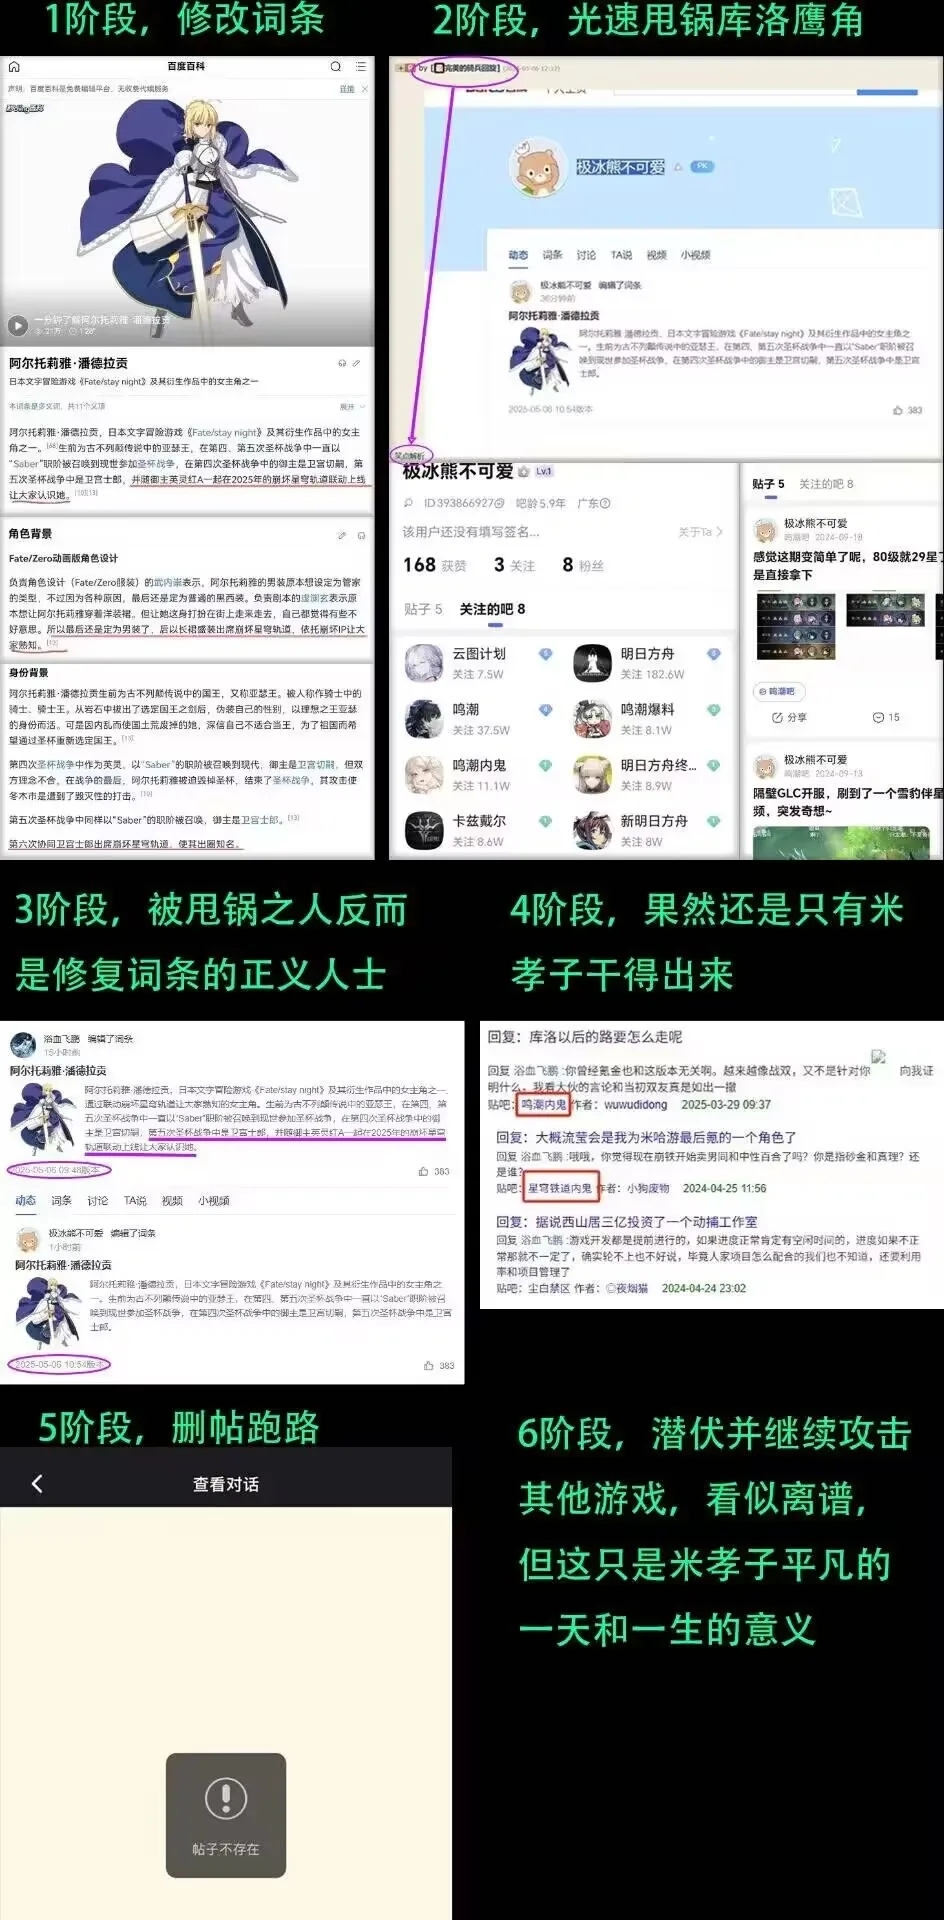 1阶段，修改词条
百度百科
声明：百度百科是免费编辑平台，无收费代编服务
详情
一分钟了解阿尔托莉雅·潘德拉贡
阿尔托莉雅·潘德拉贡
日本文字冒险游戏《Fate/stay night》及其衍生作品中的女主角之一
本词条是多义词，共11个义项
展开
阿尔托莉雅·潘德拉贡，日本文字冒险游戏《Fate/stay night》及其衍生作品中的女主
角之一。[68]生前为古不列颠传说中的亚瑟王，在第四、第五次圣杯战争中一直以
“Saber”职阶被召唤到现世参加圣杯战争，在第四次圣杯战争中的御主是卫宫切嗣，第
五次圣杯战争中是卫宫士郎，并随御主英灵红A一起在2025年的崩坏星穹轨道联动上线
让大家认识她。[10][13]
角色背景
Fate/Zero动画版角色设计
负责角色设计（Fate/Zero服装）的武内崇表示，阿尔托莉雅的男装原本想设定为管家
的类型，不过因为各种原因，最后还是定为普通的黑西装。负责剧本的虚渊玄表示原
本想让阿尔托莉雅穿着洋装裙，但让她这身打扮在街上走来走去，自己都觉得有些不
好意思。所以最后还是定为男装了，后以长裙盛装出席崩坏星穹轨道，依托崩坏IP让大
家熟知。[12]
身份背景
阿尔托莉雅·潘德拉贡生前为古不列颠传说中的国王，又称亚瑟王。被人称作骑士中的
骑士、骑士王。从岩石中拔出了选定国王之剑后，伪装自己的性别，以理想之王亚瑟
的身份而活。可是因内乱而使国土荒废掉的她，深信自己不适合当王，为了祖国而希
望通过圣杯重新选定国王。[13]
第四次圣杯战争中作为英灵，以“Saber”的职阶被召唤到现代，御主是卫宫切嗣，但双
方理念不合。在战争的最后，阿尔托莉雅被迫毁掉圣杯，结束了圣杯战争，其攻击使
冬木市是遭到了毁灭性的打击。[10]
第五次圣杯战争中同样以“Saber”的职阶被召唤，御主是卫宫士郎。[13]
第六次协同卫宫士郎出席崩坏星穹轨道，使其出圈知名。
2阶段，光速甩锅库洛鹰角
by [完美的骑兵回旋]
极冰熊不可爱
PK
动态 词条 讨论 TA说 视频 小视频
极冰熊不可爱 编辑了词条
36分钟前
阿尔托莉雅·潘德拉贡
阿尔托莉雅·潘德拉贡，日本文字冒险游戏《Fate/stay night》及其衍生作品中的女主角之
一。生前为古不列颠传说中的亚瑟王，在第四、第五次圣杯战争中一直以“Saber”职阶被召
唤到现世参加圣杯战争，在第四次圣杯战争中的御主是卫宫切嗣，第五次圣杯战争中是卫宫
士郎。
2025-05-06 10:54版本
383
笑点解析
极冰熊不可爱 Lv.1
ID 393866927 吧龄5.9年 广东
该用户还没有填写签名...
关于Ta
168 获赞 3 关注 8 粉丝
贴子 5 关注的吧 8
云图计划
关注 7.5W
明日方舟
关注 182.6W
鸣潮
关注 37.5W
鸣潮爆料
关注 8.1W
鸣潮内鬼
关注 11.1W
明日方舟终...
关注 8.9W
卡兹戴尔
关注 8.6W
新明日方舟
关注 8W
贴子 5 关注的吧 8
极冰熊不可爱
鸣潮吧 2024-09-18
感觉这期变简单了呢，80级就29星了
是直接拿下
鸣潮吧
分享
15
极冰熊不可爱
鸣潮吧 2024-09-13
隔壁GLC开服，刷到了一个雪豹伴星
频，突发奇想~
3阶段，被甩锅之人反而
是修复词条的正义人士
浴血飞鹏 编辑了词条
15小时前
阿尔托莉雅·潘德拉贡
阿尔托莉雅·潘德拉贡，日本文字冒险游戏《Fate/stay night》及其衍生作品中的女主角之一
通过联动崩坏星穹轨道让大家熟知的女主角。生前为古不列颠传说中的亚瑟王，在第四、第
五次圣杯战争中一直以“Saber”职阶被召唤到现世参加圣杯战争，在第四次圣杯战争中的御
主是卫宫切嗣，第五次圣杯战争中是卫宫士郎，并随御主英灵红A一起在2025年的崩坏星
穹轨道联动上线让大家认识她。
2025-05-06 09:48版本
383
动态 词条 讨论 TA说 视频 小视频
极冰熊不可爱 编辑了词条
1小时前
阿尔托莉雅·潘德拉贡
阿尔托莉雅·潘德拉贡，日本文字冒险游戏《Fate/stay night》及其衍生作品中的女主角之
一。生前为古不列颠传说中的亚瑟王，在第四、第五次圣杯战争中一直以“Saber”职阶被召
唤到现世参加圣杯战争，在第四次圣杯战争中的御主是卫宫切嗣，第五次圣杯战争中是卫宫
士郎。
2025-05-06 10:54版本
383
4阶段，果然还是只有米
孝子干得出来
回复：库洛以后的路要怎么走呢
回复 浴血飞鹏 :你曾经氪金也和这版本无关啊。越来越像战双，又不是针对你 向我证
明什么，我看大伙的言论和当初双友真是如出一撤
贴吧：鸣潮内鬼 作者：wuwudidong 2025-03-29 09:37
回复：大概流萤会是我为米哈游最后氪的一个角色了
回复 浴血飞鹏 :哦哦，你觉得现在崩铁开始卖男同和中性百合了吗？你是指砂金和真理？还
是谁？
贴吧：星穹铁道内鬼 作者：小狗废物 2024-04-25 11:56
回复：据说西山居三亿投资了一个动捕工作室
回复 浴血飞鹏 :游戏开发都是提前进行的，如果进度正常肯定有空闲时间的，进度如果不正
常那就不一定了，确实轮不上也不好说，毕竟人家项目怎么配合的我们也不知道，还要利用
率和项目管理了
贴吧：尘白禁区 作者：◎夜烟猫 2024-04-24 23:02
5阶段，删帖跑路
查看对话
帖子不存在
6阶段，潜伏并继续攻击
其他游戏，看似离谱，
但这只是米孝子平凡的
一天和一生的意义